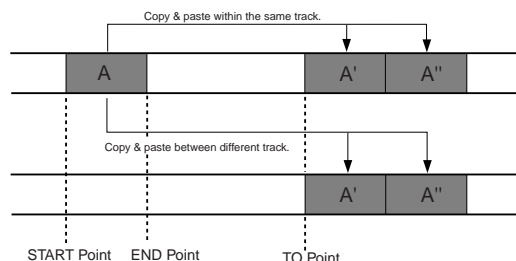 Copy & paste within the same track.
A A' A"
Copy & paste between different track.
A' A"
START Point END Point TO Point